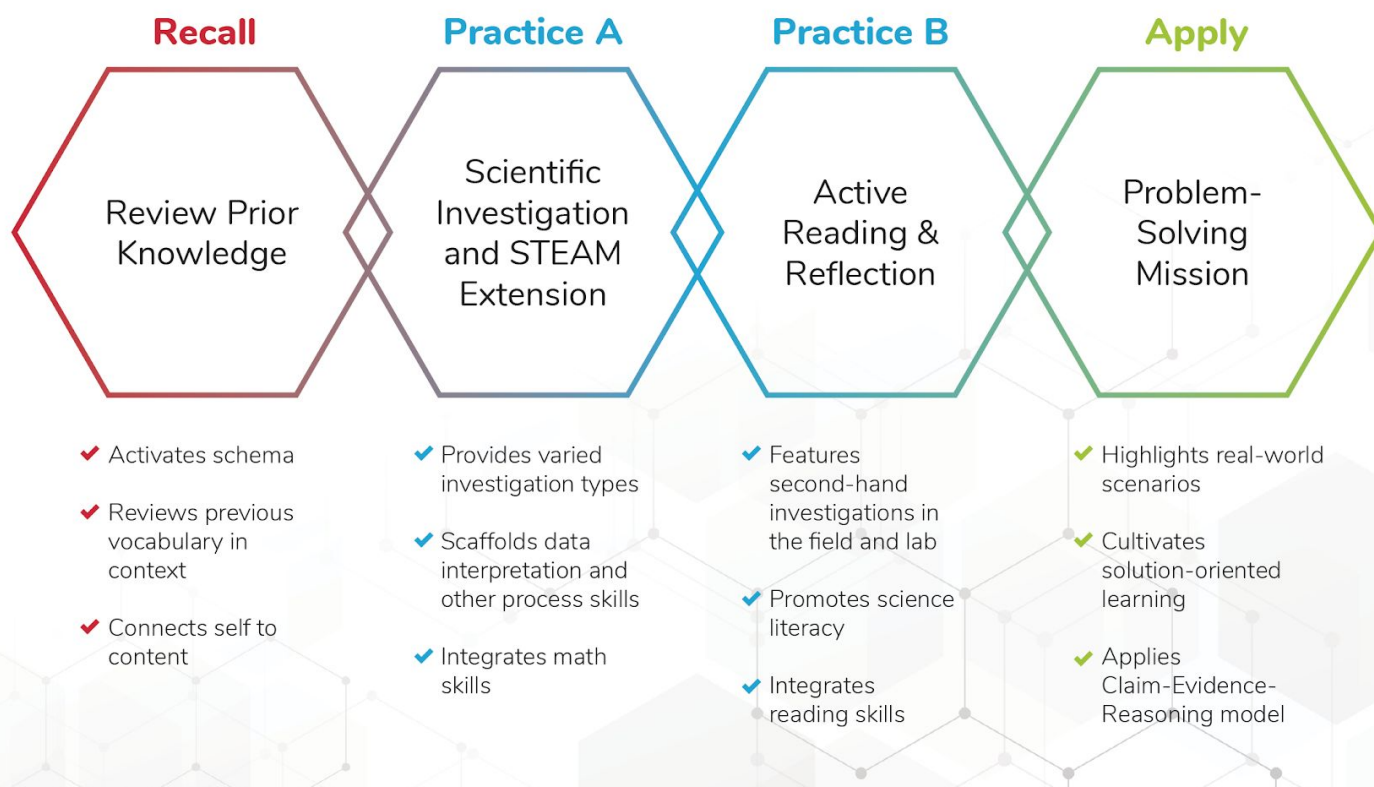 Recall
Review Prior
Knowledge
Activates schema
Reviews previous
vocabulary in
context
Connects self to
content
Practice A
Scientific
Investigation
and STEAM
Extension
Provides varied
investigation types
Scaffolds data
interpretation and
other process skills
Integrates math
skills
Practice B
Active
Reading &
Reflection
Features
second-hand
investigations in
the field and lab
Promotes science
literacy
Integrates
reading skills
Apply
Problem-
Solving
Mission
Highlights real-world
scenarios
Cultivates
solution-oriented
learning
Applies
Claim-Evidence-
Reasoning model